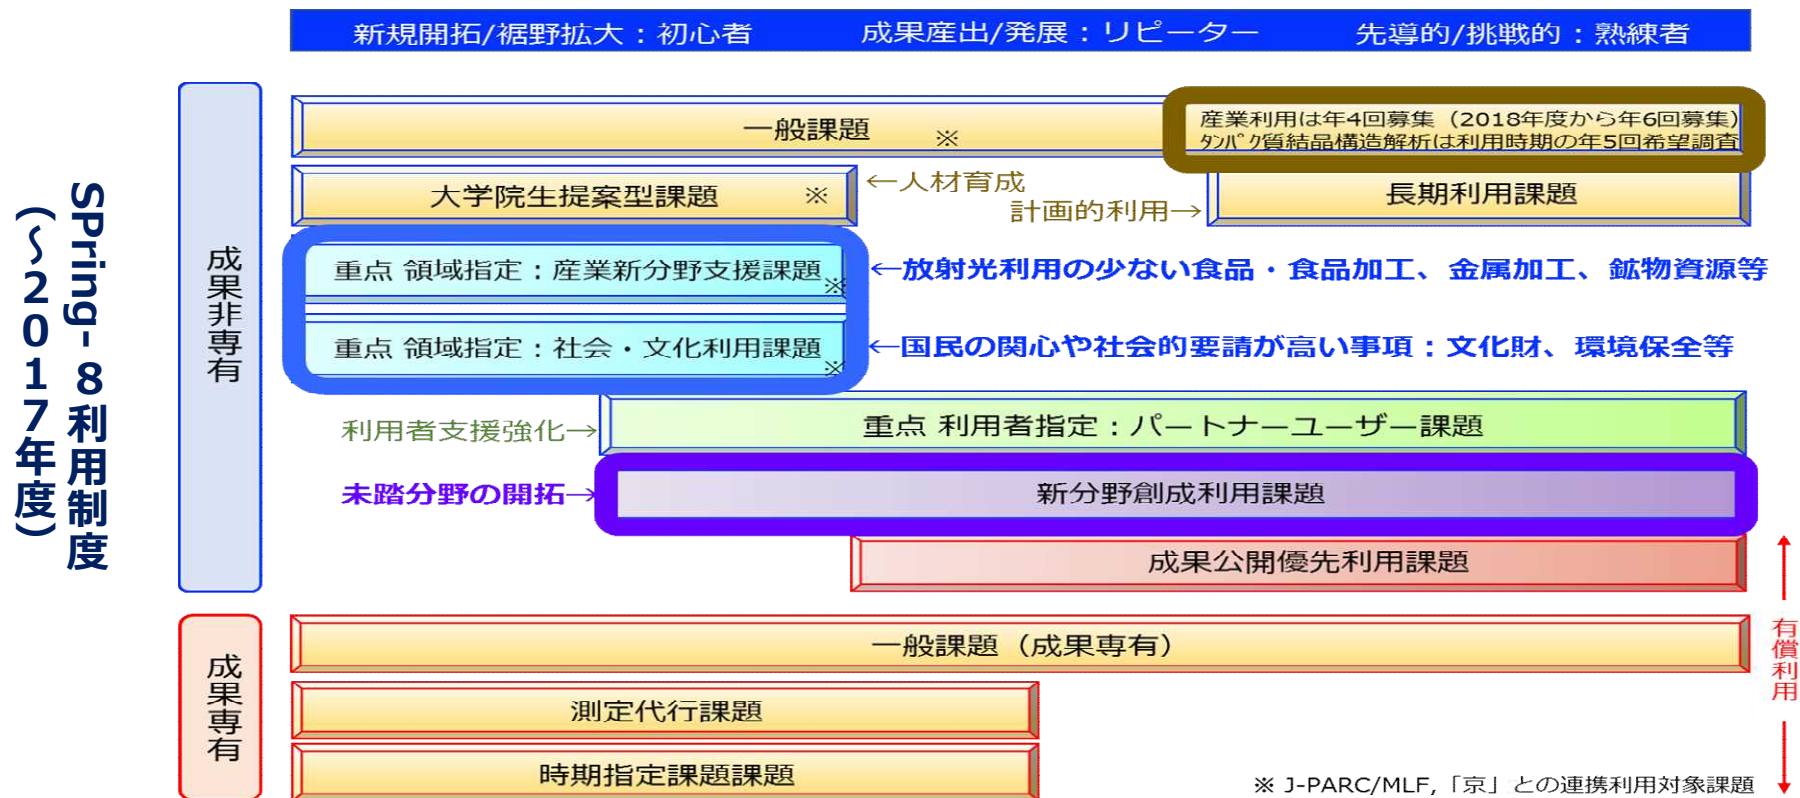 SPring-8利用制度
（～2017年度）
新規開拓/裾野拡大：初心者　成果産出/発展：リピーター　先導的/挑戦的：熟練者
成果非専有
一般課題　※
産業利用は年4回募集（2018年度から年6回募集）
ﾀﾝﾊﾟｸ質結晶構造解析は利用時期の年5回希望調査
大学院生提案型課題　※
←人材育成
計画的利用→
長期利用課題
重点 領域指定：産業新分野支援課題※
←放射光利用の少ない食品・食品加工、金属加工、鉱物資源等
重点 領域指定：社会・文化利用課題※
←国民の関心や社会的要請が高い事項：文化財、環境保全等
利用者支援強化→
重点 利用者指定：パートナーユーザー課題
未踏分野の開拓→
新分野創成利用課題
成果公開優先利用課題
成果専有
一般課題（成果専有）
測定代行課題
時期指定課題課題
有償利用
※ J-PARC/MLF,「京」との連携利用対象課題